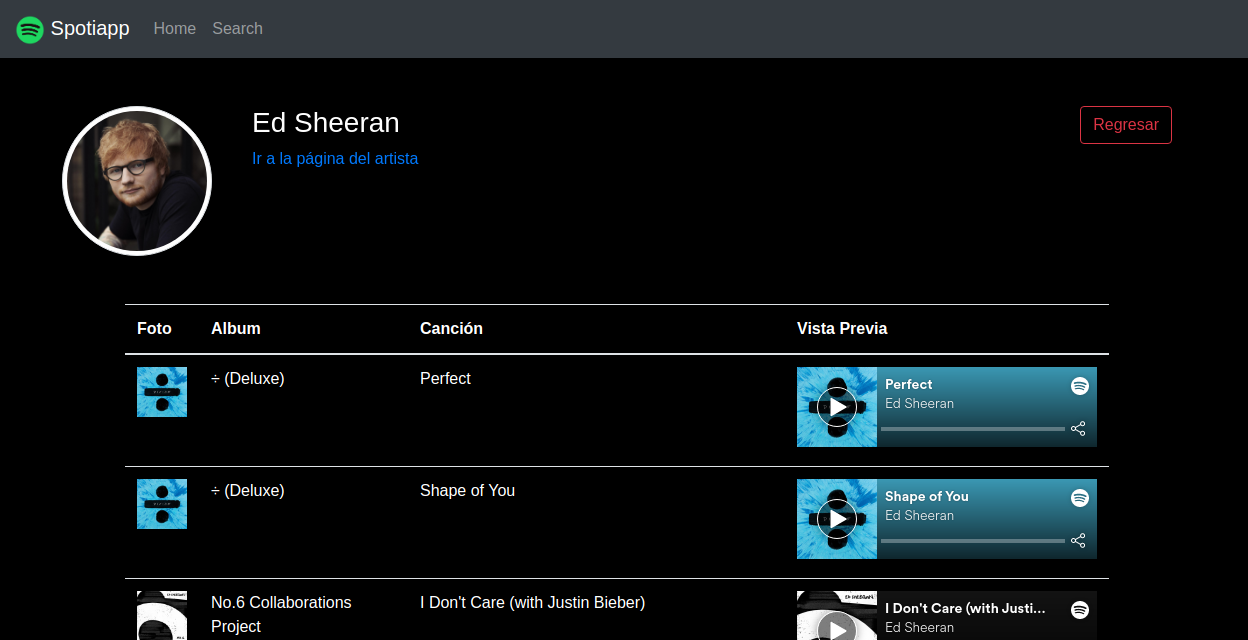 Spotiapp Home Search
Ed Sheeran
Regresar
Ir a la página del artista
Foto Album Canción Vista Previa
÷ (Deluxe) Perfect
Perfect
Ed Sheeran
÷ (Deluxe) Shape of You
Shape of You
Ed Sheeran
No.6 Collaborations
Project
I Don't Care (with Justin Bieber)
I Don't Care (with Justi...
Ed Sheeran